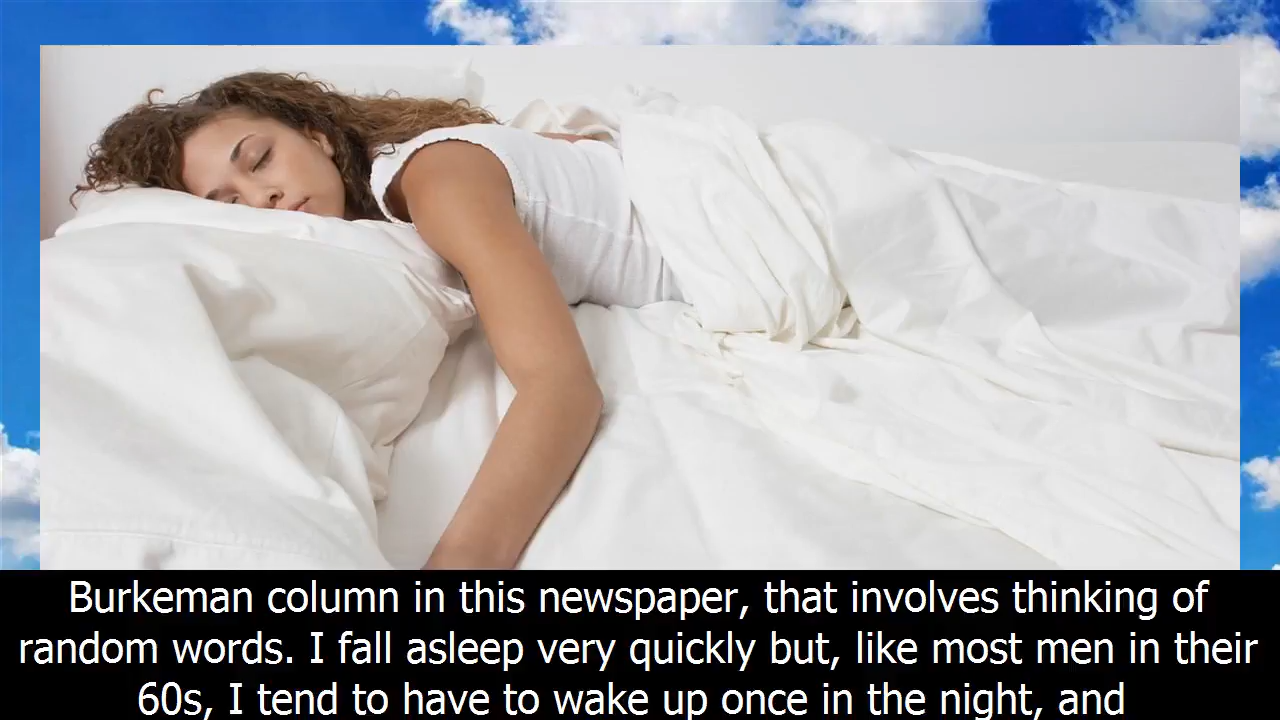 Burkeman column in this newspaper, that involves thinking of
random words. I fall asleep very quickly but, like most men in their
60s, I tend to have to wake up once in the night, and